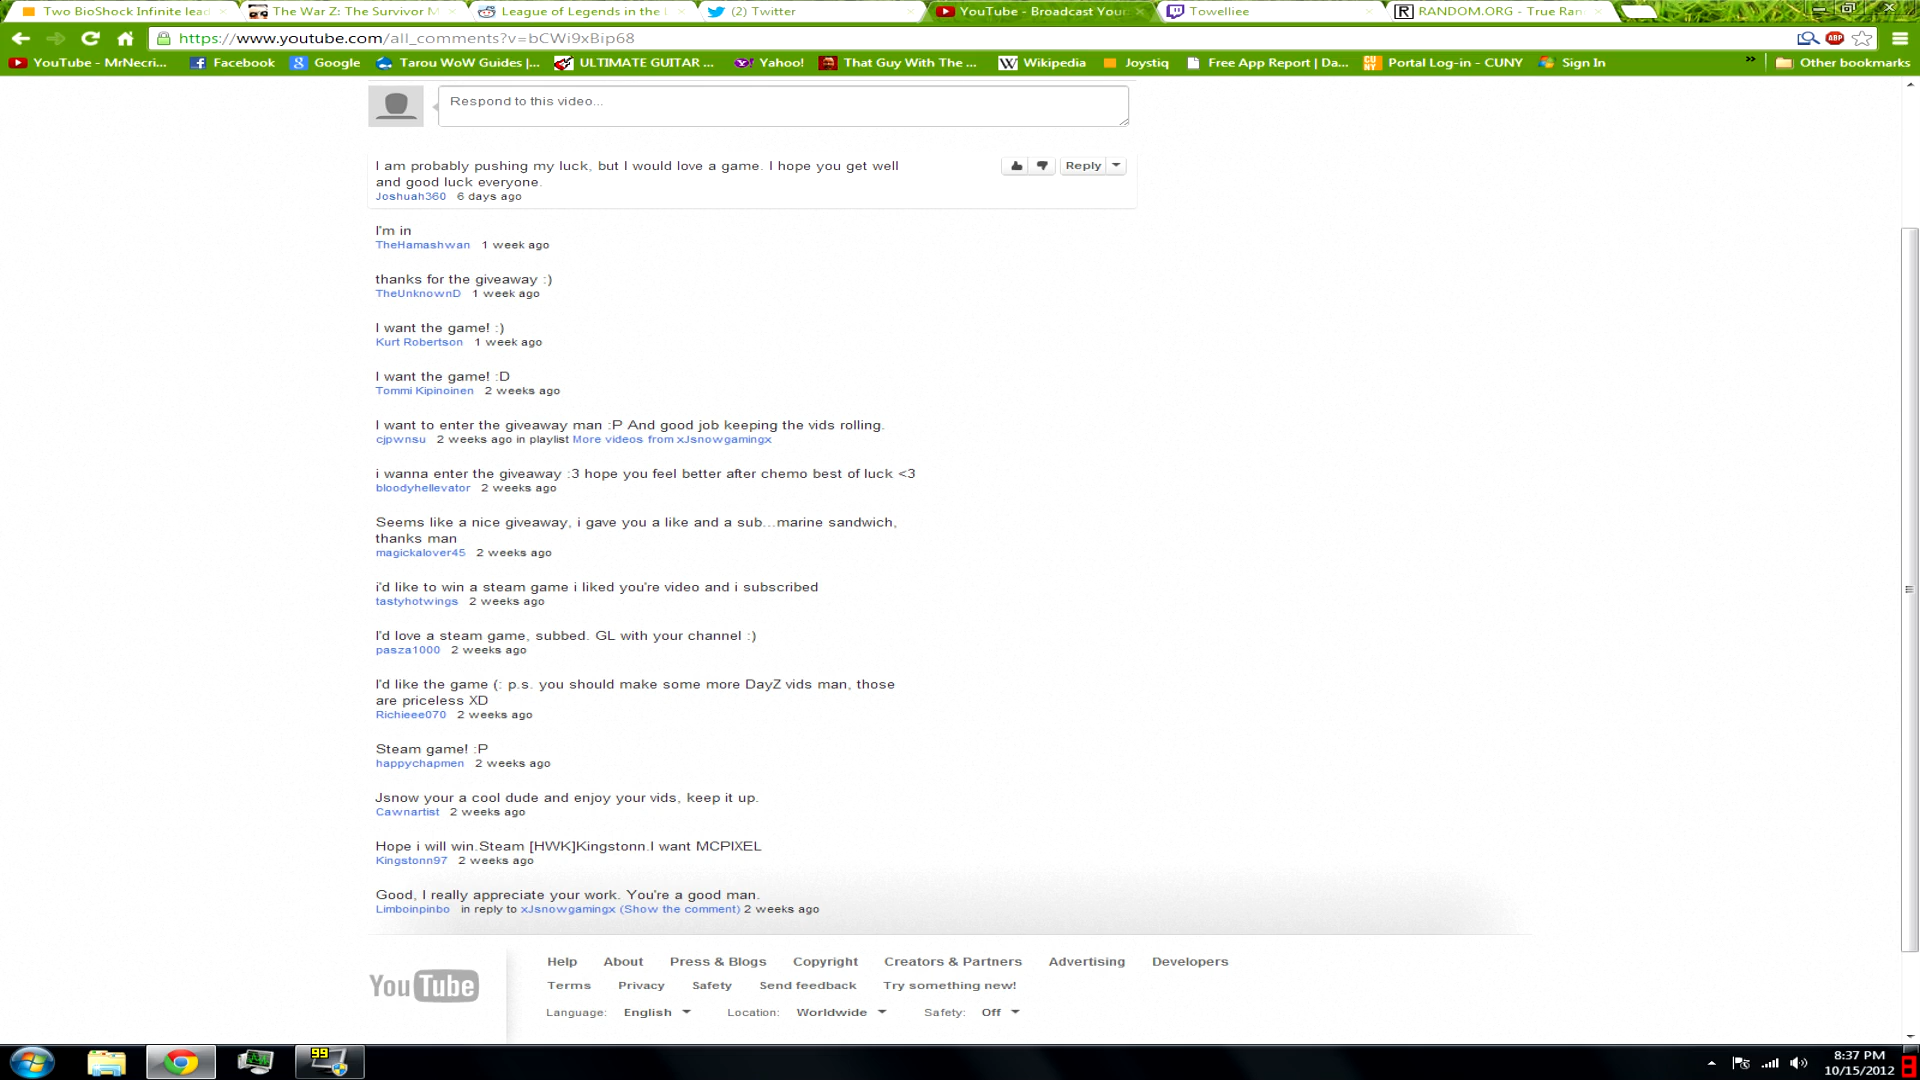 Two BioShock Infinite lead
The War Z: The Survivor M
League of Legends in the
(2) Twitter
YouTube - Broadcast Your
Towelliee
RANDOM.ORG - True Ran
https://www.youtube.com/all_comments?v=bCWi9xBip68
ABP
YouTube - MrNecri...
Facebook
Google
Tarou WoW Guides |...
ULTIMATE GUITAR ...
Yahoo!
That Guy With The ...
Wikipedia
Joystiq
Free App Report | Da...
Portal Log-in - CUNY
Sign In
Other bookmarks
Respond to this video...
I am probably pushing my luck, but I would love a game. I hope you get well
and good luck everyone.
Joshuah360 6 days ago
Reply
I'm in
TheHamashwan 1 week ago
thanks for the giveaway :)
TheUnknownD 1 week ago
I want the game! :)
Kurt Robertson 1 week ago
I want the game! :D
Tommi Kipinoinen 2 weeks ago
I want to enter the giveaway man :P And good job keeping the vids rolling.
cjpwnsu 2 weeks ago in playlist More videos from xJsnowgamingx
i wanna enter the giveaway :3 hope you feel better after chemo best of luck <3
bloodyhellevator 2 weeks ago
Seems like a nice giveaway, i gave you a like and a sub...marine sandwich,
thanks man
magickalover45 2 weeks ago
i'd like to win a steam game i liked you're video and i subscribed
tastyhotwings 2 weeks ago
I'd love a steam game, subbed. GL with your channel :)
pasza1000 2 weeks ago
I'd like the game (: p.s. you should make some more DayZ vids man, those
are priceless XD
Richieee070 2 weeks ago
Steam game! :P
happychapmen 2 weeks ago
Jsnow your a cool dude and enjoy your vids, keep it up.
Cawnartist 2 weeks ago
Hope i will win.Steam [HWK]Kingstonn.I want MCPIXEL
Kingstonn97 2 weeks ago
Good, I really appreciate your work. You're a good man.
Limboinpinbo in reply to xJsnowgamingx (Show the comment) 2 weeks ago
YouTube
Help About Press & Blogs Copyright Creators & Partners Advertising Developers
Terms Privacy Safety Send feedback Try something new!
Language: English Location: Worldwide Safety: Off
99
8:37 PM
10/15/2012